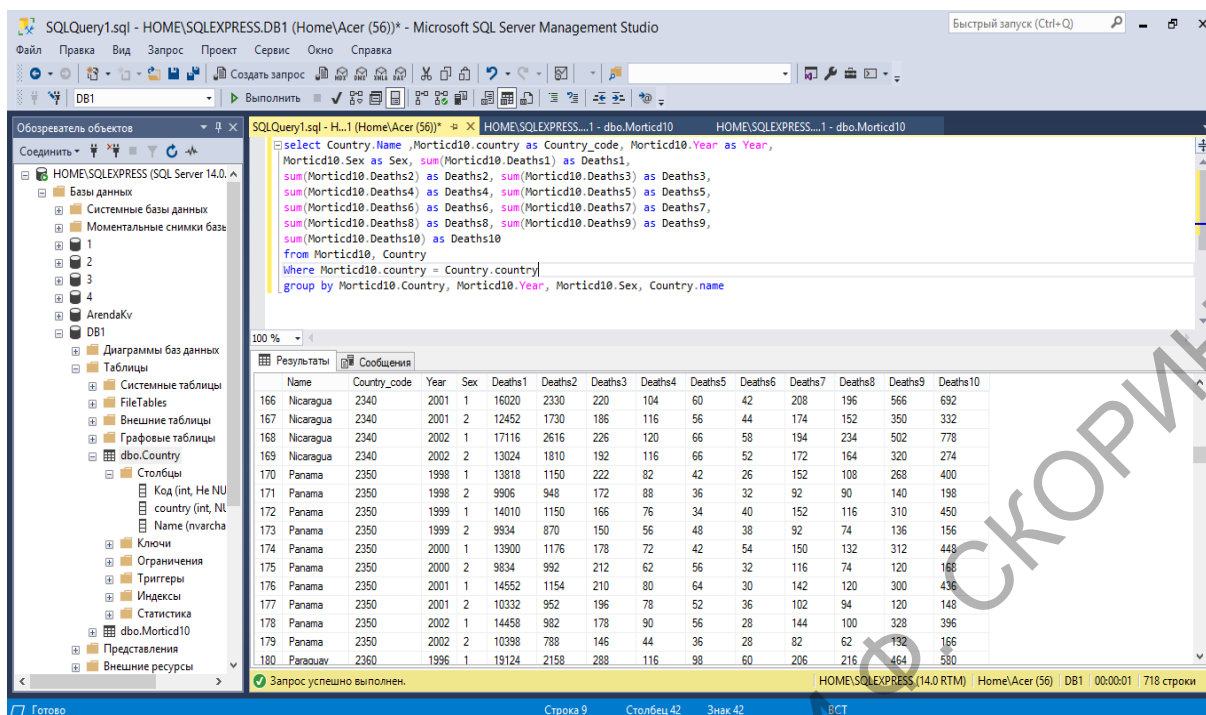 SQLQuery1.sql - HOME\SQLEXPRESS.DB1 (Home\Acer (56))* - Microsoft SQL Server Management Studio
Быстрый запуск (Ctrl+Q)
Файл Правка Вид Запрос Проект Сервис Окно Справка
Создать запрос
DB1 Выполнить
Обозреватель объектов
SQLQuery1.sql - H...1 (Home\Acer (56))* HOME\SQLEXPRESS....1 - dbo.Morticd10 HOME\SQLEXPRESS....1 - dbo.Morticd10
Соединить
HOME\SQLEXPRESS (SQL Server 14.0.
Базы данных
Системные базы данных
Моментальные снимки базь
1
2
3
4
ArendaKv
DB1
Диаграммы баз данных
Таблицы
Системные таблицы
FileTables
Внешние таблицы
Графовые таблицы
dbo.Country
Столбцы
Код (int, Не NU
country (int, NU
Name (nvarcha
Ключи
Ограничения
Триггеры
Индексы
Статистика
dbo.Morticd10
Представления
Внешние ресурсы
select Country.Name ,Morticd10.country as Country_code, Morticd10.Year as Year,
Morticd10.Sex as Sex, sum(Morticd10.Deaths1) as Deaths1,
sum(Morticd10.Deaths2) as Deaths2, sum(Morticd10.Deaths3) as Deaths3,
sum(Morticd10.Deaths4) as Deaths4, sum(Morticd10.Deaths5) as Deaths5,
sum(Morticd10.Deaths6) as Deaths6, sum(Morticd10.Deaths7) as Deaths7,
sum(Morticd10.Deaths8) as Deaths8, sum(Morticd10.Deaths9) as Deaths9,
sum(Morticd10.Deaths10) as Deaths10
from Morticd10, Country
Where Morticd10.country = Country.country
group by Morticd10.Country, Morticd10.Year, Morticd10.Sex, Country.name
100 %
Результаты Сообщения
Name Country_code Year Sex Deaths1 Deaths2 Deaths3 Deaths4 Deaths5 Deaths6 Deaths7 Deaths8 Deaths9 Deaths10
166 Nicaragua 2340 2001 1 16020 2330 220 104 60 42 208 196 566 692
167 Nicaragua 2340 2001 2 12452 1730 186 116 56 44 174 152 350 332
168 Nicaragua 2340 2002 1 17116 2616 226 120 66 58 194 234 502 778
169 Nicaragua 2340 2002 2 13024 1810 192 116 66 52 172 164 320 274
170 Panama 2350 1998 1 13818 1150 222 82 42 26 152 108 268 400
171 Panama 2350 1998 2 9906 948 172 88 36 32 92 90 140 198
172 Panama 2350 1999 1 14010 1150 166 76 34 40 152 116 310 450
173 Panama 2350 1999 2 9934 870 150 56 48 38 92 74 136 156
174 Panama 2350 2000 1 13900 1176 178 72 42 54 150 132 312 448
175 Panama 2350 2000 2 9834 992 212 62 56 32 116 74 120 168
176 Panama 2350 2001 1 14552 1154 210 80 64 30 142 120 300 436
177 Panama 2350 2001 2 10332 952 196 78 52 36 102 94 120 148
178 Panama 2350 2002 1 14458 982 178 90 56 28 144 100 328 396
179 Panama 2350 2002 2 10398 788 146 44 36 28 82 62 132 166
180 Paraguay 2360 1996 1 19124 2158 288 116 98 60 206 216 464 580
Запрос успешно выполнен.
HOME\SQLEXPRESS (14.0 RTM) Home\Acer (56) DB1 00:00:01 718 строки
Готово Строка 9 Столбец 42 Знак 42 ВСТ
Ф. СКОРИН